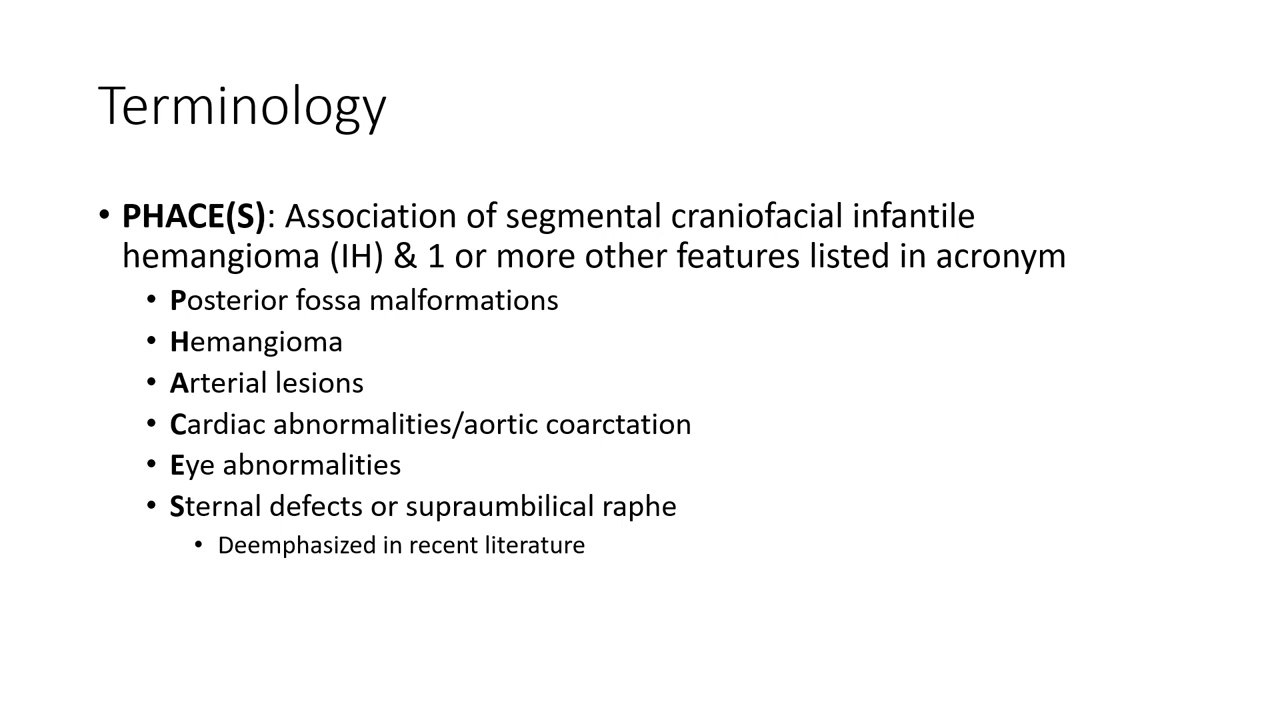 Terminology
• PHACE(S): Association of segmental craniofacial infantile
hemangioma (IH) & 1 or more other features listed in acronym
• Posterior fossa malformations
• Hemangioma
• Arterial lesions
• Cardiac abnormalities/aortic coarctation
• Eye abnormalities
• Sternal defects or supraumbilical raphe
• Deemphasized in recent literature